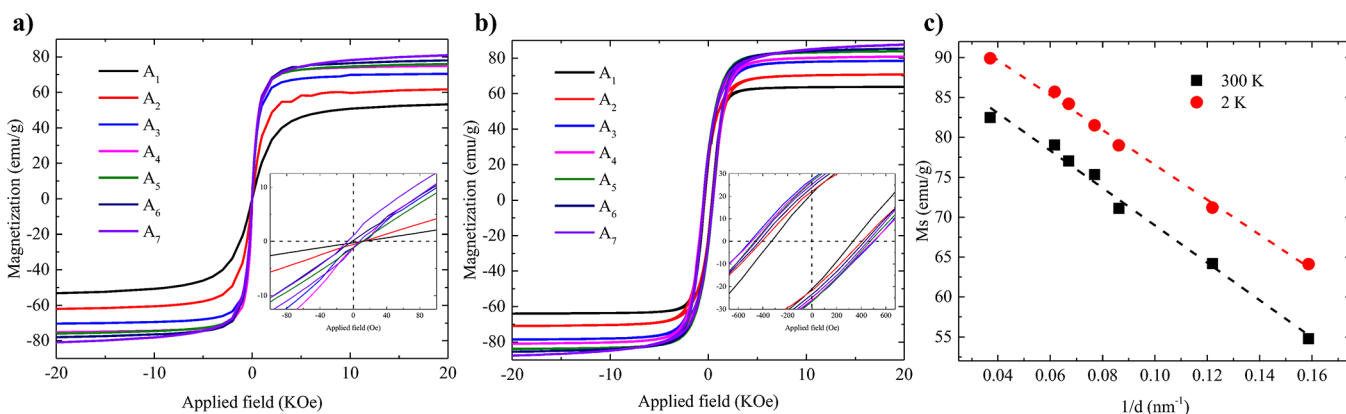 a)
80
60
40
20
0
-20
-40
-60
-80
Magnetization (emu/g)
A1
A2
A3
A4
A5
A6
A7
10
0
-10
-80
-40
0
40
80
Applied field (Oe)
-20
-10
0
10
20
Applied field (KOe)
b)
80
60
40
20
0
-20
-40
-60
-80
Magnetization (emu/g)
A1
A2
A3
A4
A5
A6
A7
30
20
10
0
-10
-20
-30
-600
-400
-200
0
200
400
600
Applied field (Oe)
-20
-10
0
10
20
Applied field (KOe)
c)
90
85
80
75
70
65
60
55
Ms (emu/g)
300 K
2 K
0.04
0.06
0.08
0.10
0.12
0.14
0.16
1/d (nm-1)